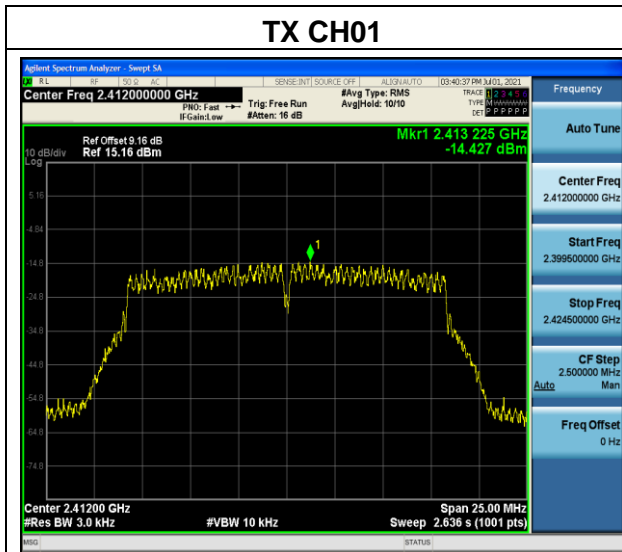 TX CH01
Agilent Spectrum Analyzer - Swept SA
RL RF 50 Ω AC SENSE:INT SOURCE OFF ALIGNAUTO 03:40:37 PM Jul 01, 2021
Center Freq 2.412000000 GHz
PNO: Fast
IFGain:Low
Trig: Free Run
#Atten: 16 dB
#Avg Type: RMS
Avg|Hold: 10/10
TRACE 1 2 3 4 5 6
TYPE M
DET P P P P P P
Mkr1 2.413 225 GHz
-14.427 dBm
Ref Offset 9.16 dB
10 dB/div Ref 15.16 dBm
Log
5.16
-4.84
1
-14.8
-24.8
-34.8
-44.8
-54.8
-64.8
-74.8
Center 2.41200 GHz Span 25.00 MHz
#Res BW 3.0 kHz #VBW 10 kHz Sweep 2.636 s (1001 pts)
MSG STATUS
Frequency
Auto Tune
Center Freq
2.412000000 GHz
Start Freq
2.399500000 GHz
Stop Freq
2.424500000 GHz
CF Step
2.500000 MHz
Auto Man
Freq Offset
0 Hz